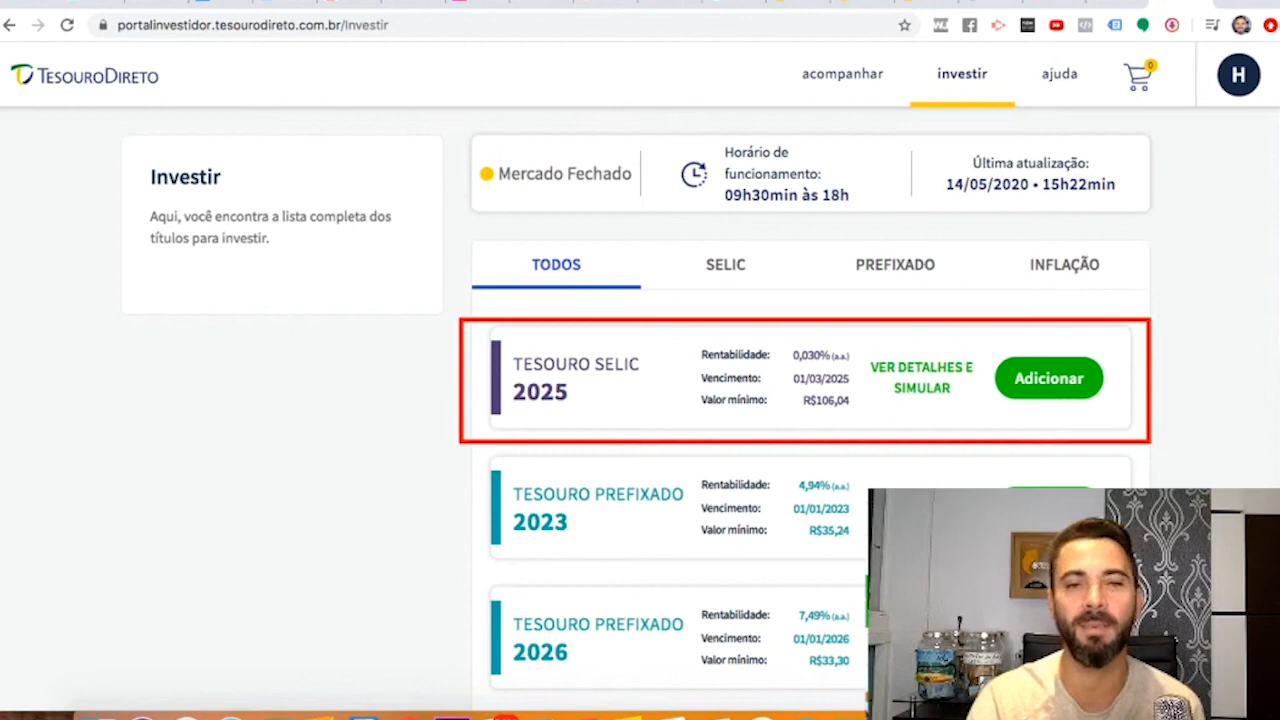 portalinvestidor.tesourodireto.com.br/Investir
TESOURODIRETO
acompanhar
investir
ajuda
0
H
Investir
Aqui, você encontra a lista completa dos
títulos para investir.
Mercado Fechado
Horário de
funcionamento:
09h30min às 18h
Última atualização:
14/05/2020 • 15h22min
TODOS
SELIC
PREFIXADO
INFLAÇÃO
TESOURO SELIC
2025
Rentabilidade: 0,030% (a.a.)
Vencimento: 01/03/2025
Valor mínimo: R$106,04
VER DETALHES E
SIMULAR
Adicionar
TESOURO PREFIXADO
2023
Rentabilidade: 4,94% (a.a.)
Vencimento: 01/01/2023
Valor mínimo: R$35,24
TESOURO PREFIXADO
2026
Rentabilidade: 7,49% (a.a.)
Vencimento: 01/01/2026
Valor mínimo: R$33,30